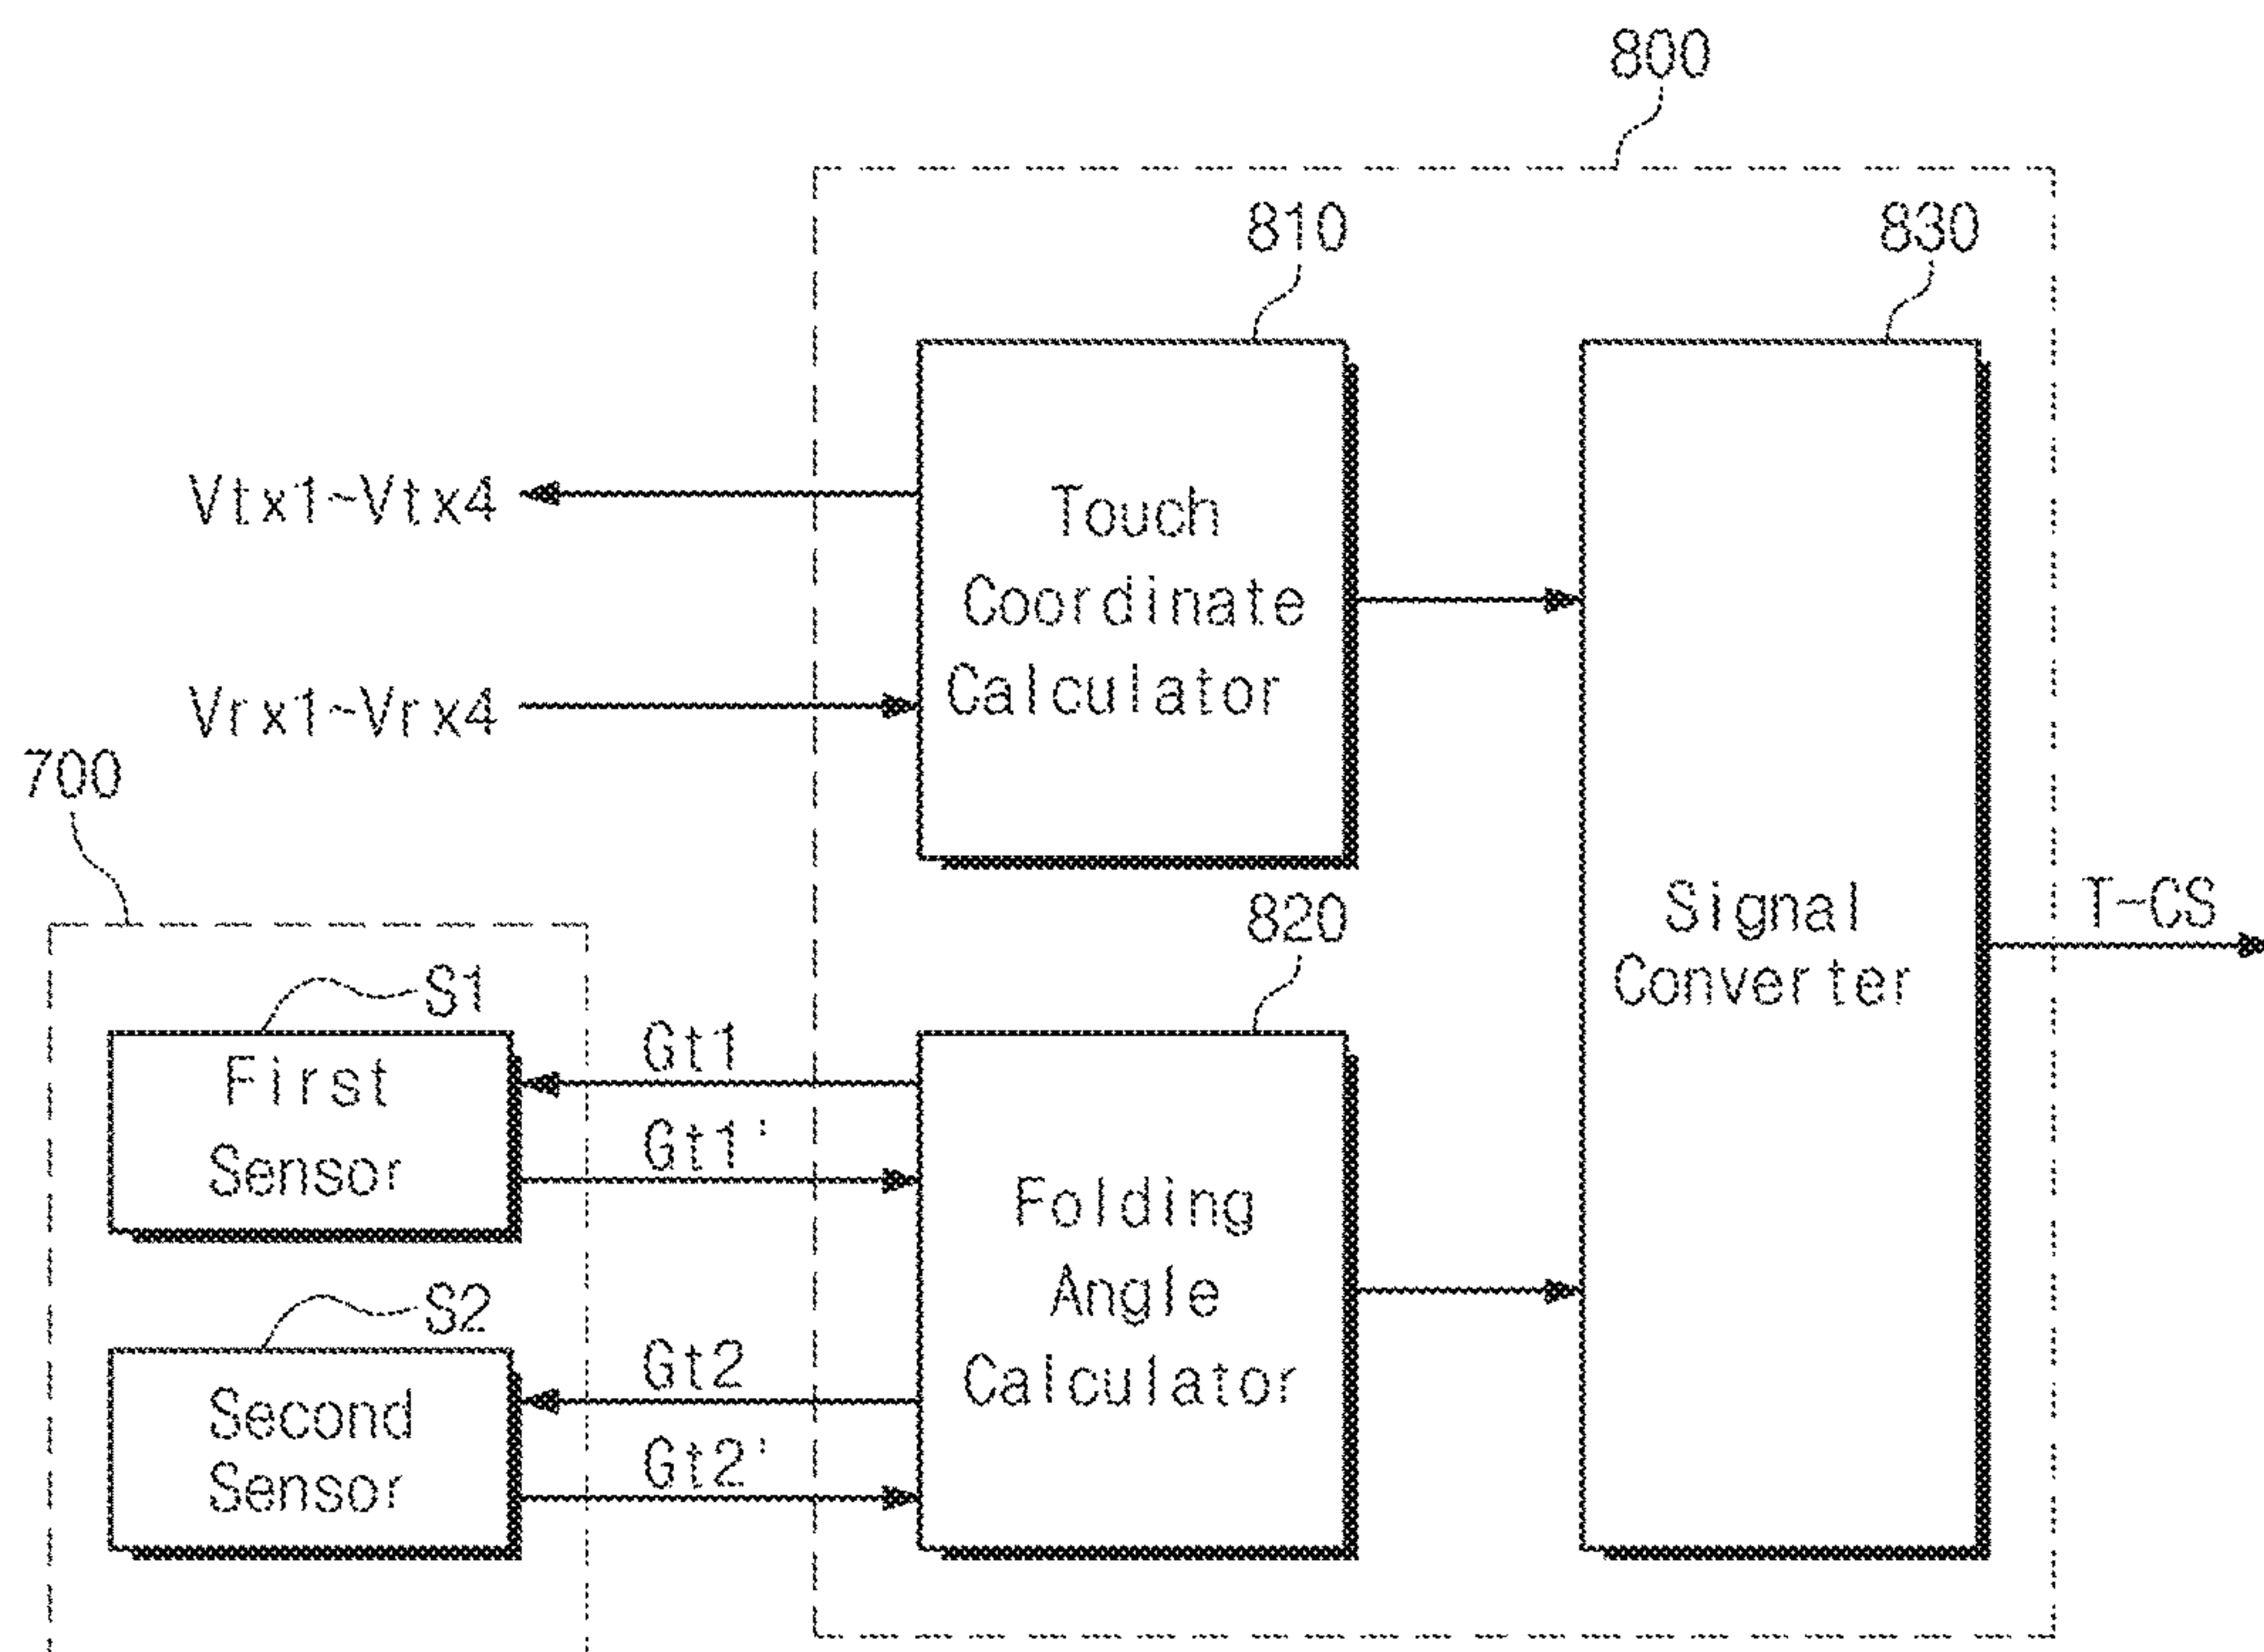 800
810
830
Vtx1~Vtx4
Touch
Coordinate
Calculator
Vrx1~Vrx4
700
820
Signal
Converter
T-CS
S1
First
Sensor
Gt1
Gt1'
Folding
Angle
Calculator
S2
Second
Sensor
Gt2
Gt2'